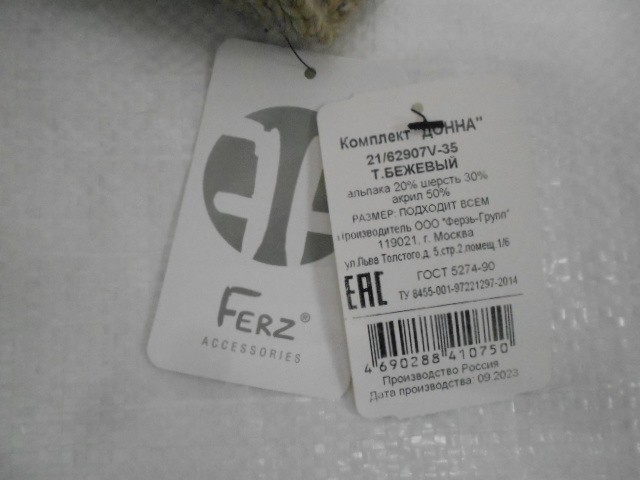 FERZ®
ACCESSORIES
Комплект "ДОННА"
21/62907V-35
Т.БЕЖЕВЫЙ
альпака 20% шерсть 30%
акрил 50%
РАЗМЕР: ПОДХОДИТ ВСЕМ
Производитель ООО "Ферзь-Групп"
119021, г. Москва
ул.Льва Толстого,д. 5,стр.2,помещ. 1/6
EAC
ГОСТ 5274-90
ТУ 8455-001-97221297-2014
4 690288 410750
Производство Россия
Дата производства: 09.2023